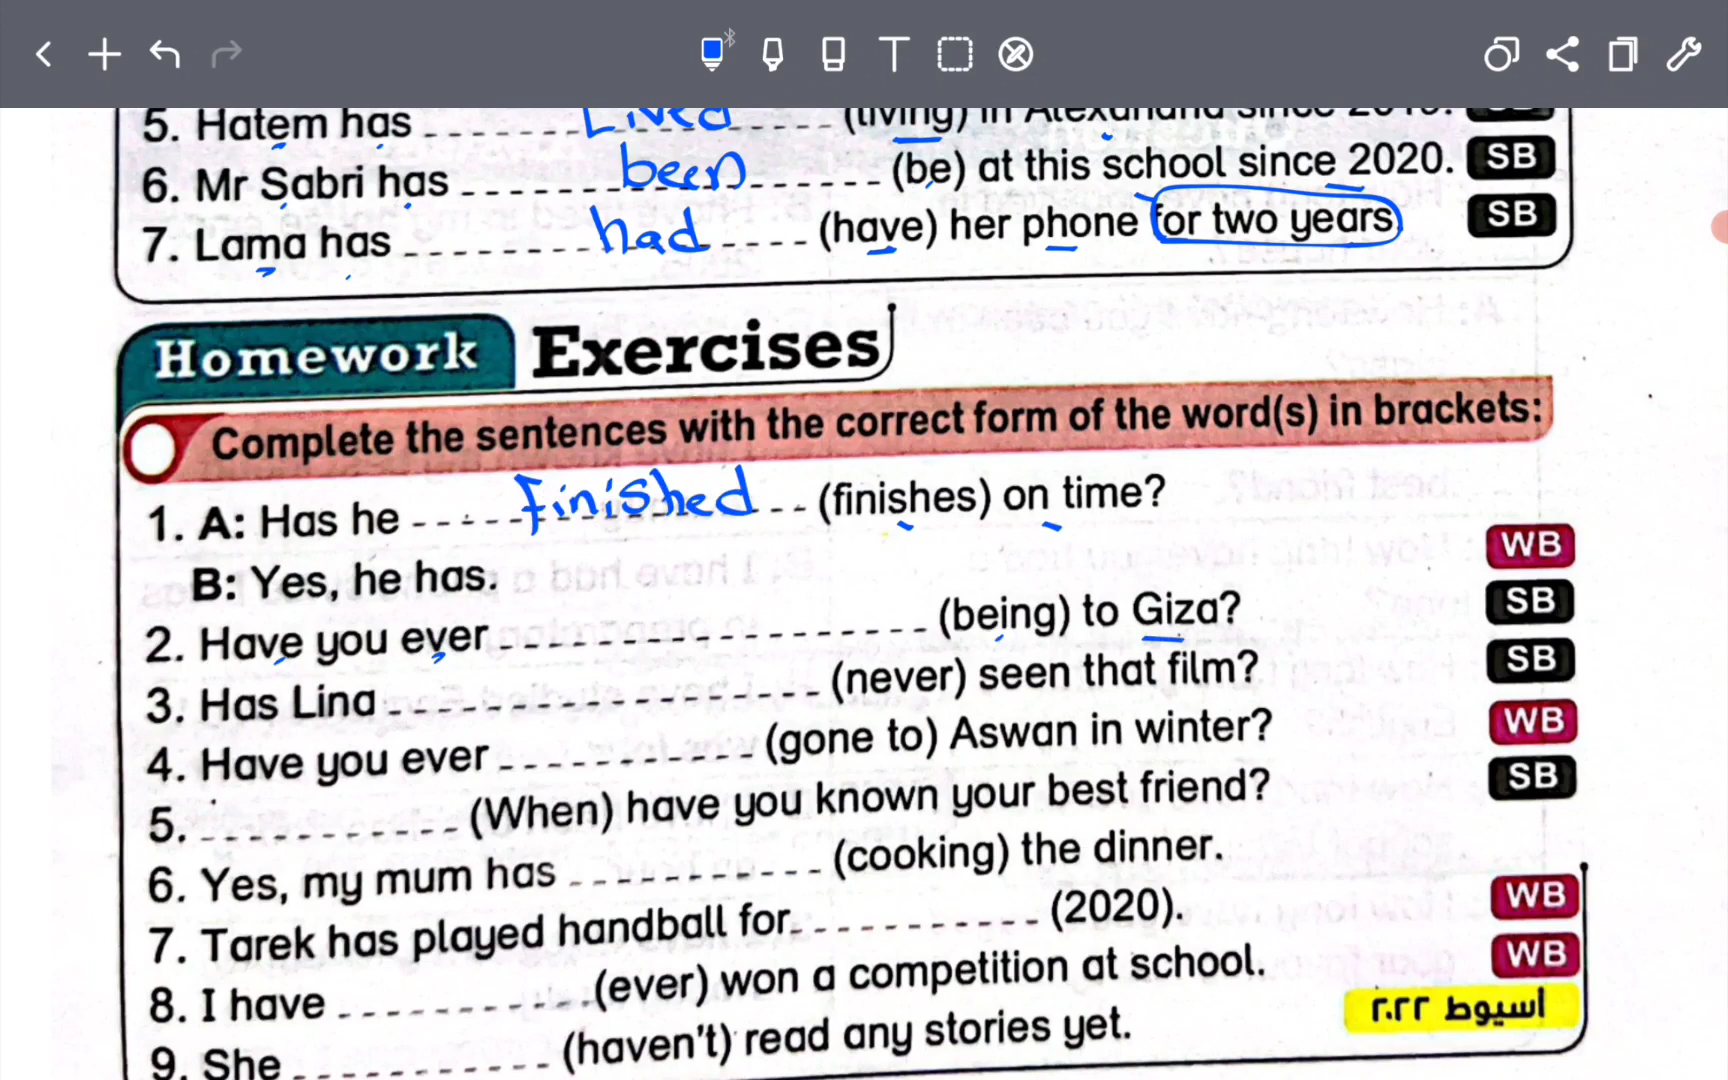 5. Hatem has Lived (living) in Alexandria since
6. Mr Sabri has been (be) at this school since 2020. SB
7. Lama has had (have) her phone for two years SB
Homework Exercises
Complete the sentences with the correct form of the word(s) in brackets:
1. A: Has he finished (finishes) on time?
B: Yes, he has. WB
2. Have you ever (being) to Giza? SB
3. Has Lina (never) seen that film? SB
4. Have you ever (gone to) Aswan in winter? WB
5. (When) have you known your best friend? SB
6. Yes, my mum has (cooking) the dinner.
7. Tarek has played handball for (2020). WB
8. I have (ever) won a competition at school. WB
أسيوط ٢٠٢٢
9. She (haven't) read any stories yet.